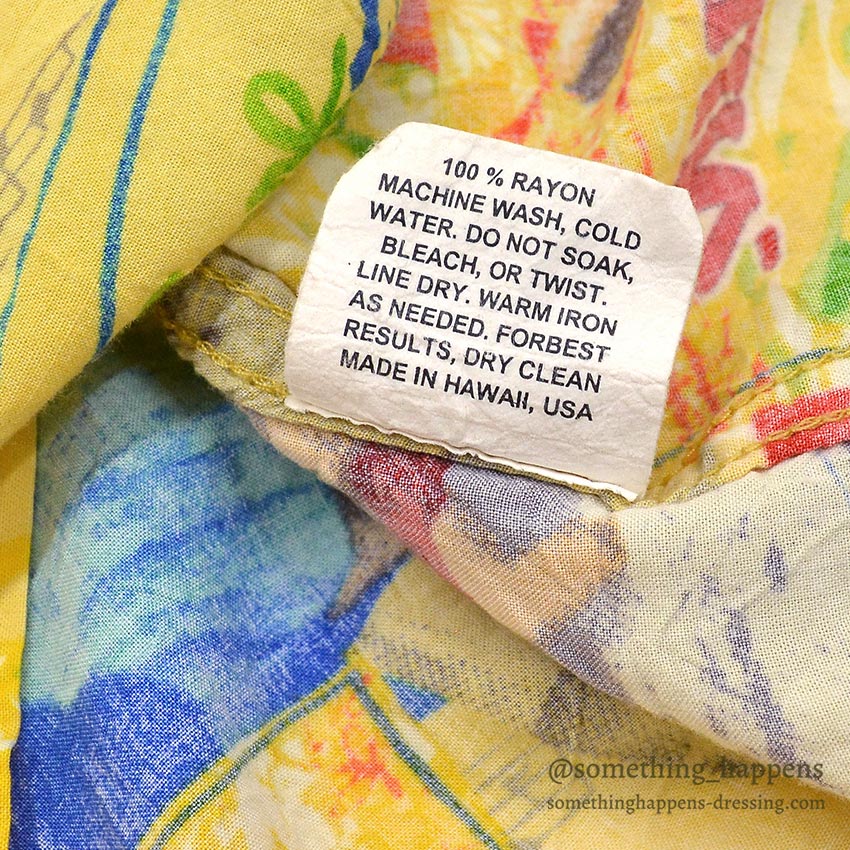 100 % RAYON
MACHINE WASH, COLD
WATER. DO NOT SOAK,
BLEACH, OR TWIST.
LINE DRY. WARM IRON
AS NEEDED. FORBEST
RESULTS, DRY CLEAN
MADE IN HAWAII, USA
@something_happens
somethinghappens-dressing.com